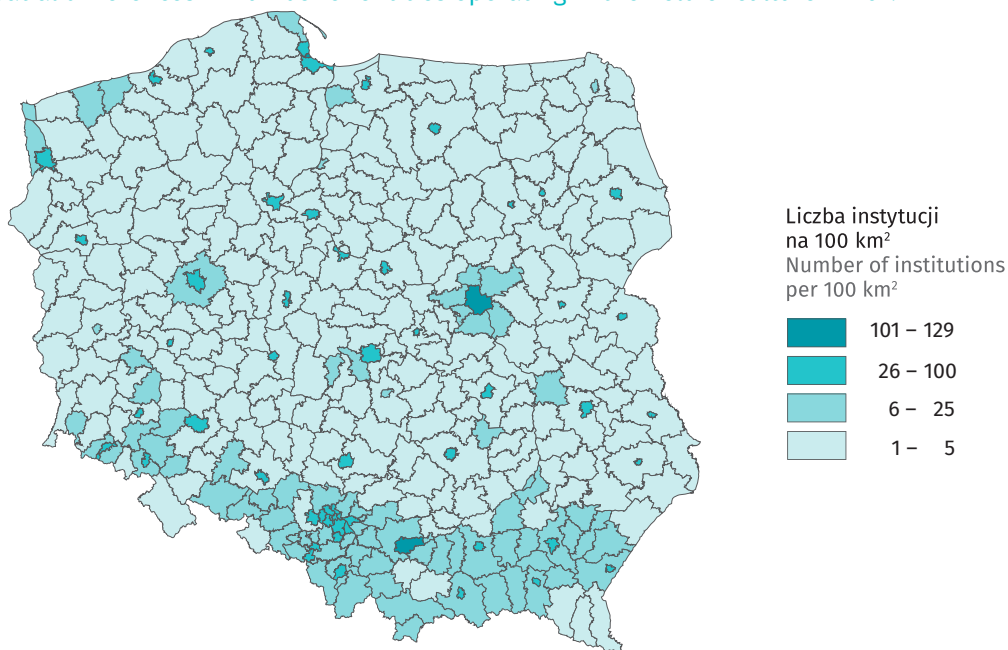 Liczba instytucji
na 100 km²
Number of institutions
per 100 km²
101 – 129
26 – 100
6 – 25
1 – 5